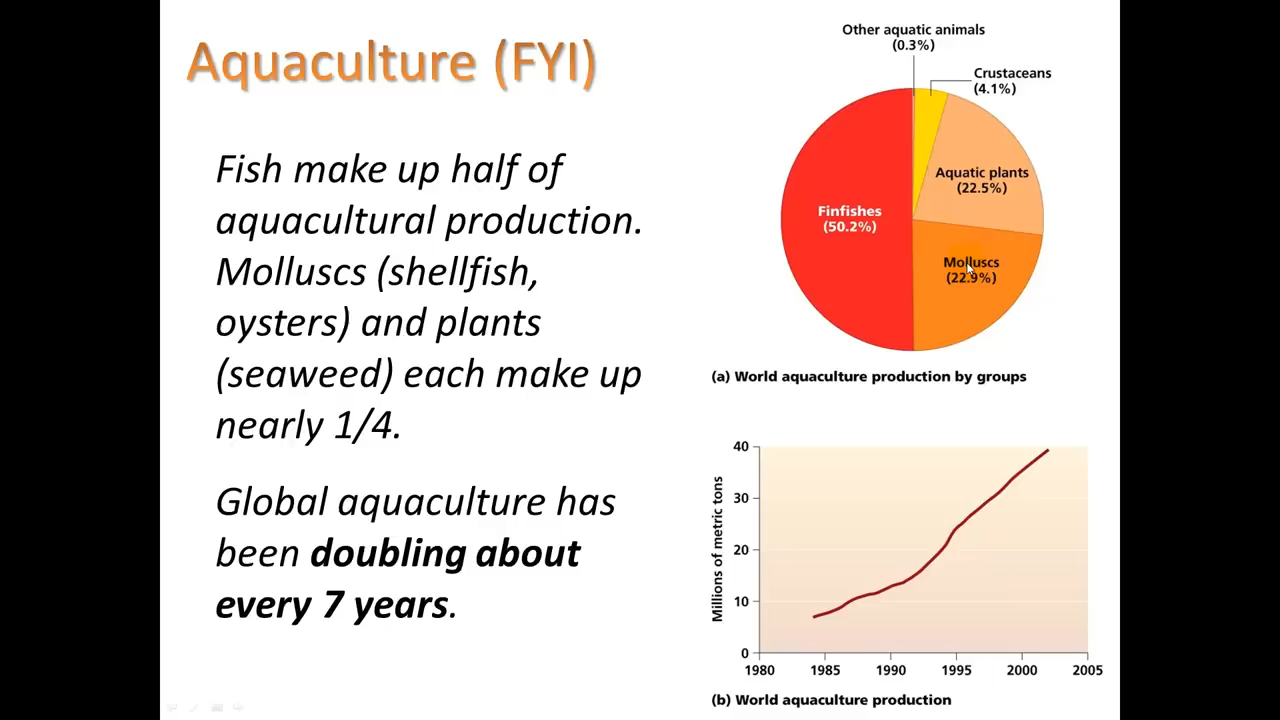 Aquaculture (FYI)
Fish make up half of
aquacultural production.
Molluscs (shellfish,
oysters) and plants
(seaweed) each make up
nearly 1/4.
Global aquaculture has
been doubling about
every 7 years.
Other aquatic animals
(0.3%)
Crustaceans
(4.1%)
Aquatic plants
(22.5%)
Finfishes
(50.2%)
Molluscs
(22.9%)
(a) World aquaculture production by groups
Millions of metric tons
40
30
20
10
0
1980 1985 1990 1995 2000 2005
(b) World aquaculture production